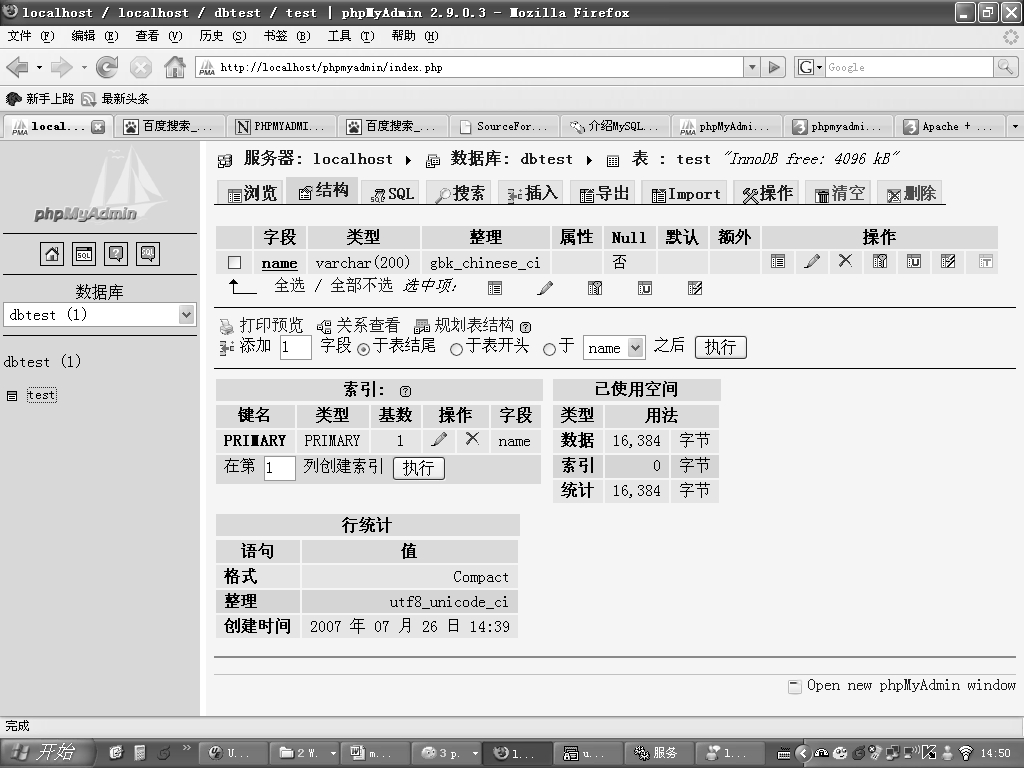 localhost / localhost / dbtest / test | phpMyAdmin 2.9.0.3 - Mozilla Firefox
文件 (F) 编辑 (E) 查看 (V) 历史 (S) 书签 (B) 工具 (T) 帮助 (H)
http://localhost/phpmyadmin/index.php
Google
新手上路 最新头条
local... 百度搜索_... PHPMYADMI... 百度搜索_... SourceFor... 介绍MySQL... phpMyAdmi... phpmyadmi... Apache + ...
phpMyAdmin
数据库
dbtest (1)
dbtest (1)
test
服务器: localhost 数据库: dbtest 表 : test "InnoDB free: 4096 kB"
浏览 结构 SQL 搜索 插入 导出 Import 操作 清空 删除
字段 类型 整理 属性 Null 默认 额外 操作
name varchar(200) gbk_chinese_ci 否
全选 / 全部不选 选中项:
打印预览 关系查看 规划表结构
添加 1 字段 于表结尾 于表开头 于 name 之后 执行
索引:
键名 类型 基数 操作 字段
PRIMARY PRIMARY 1 name
在第 1 列创建索引 执行
已使用空间
类型 用法
数据 16,384 字节
索引 0 字节
统计 16,384 字节
行统计
语句 值
格式 Compact
整理 utf8_unicode_ci
创建时间 2007 年 07 月 26 日 14:39
Open new phpMyAdmin window
完成
开始 U... 2 W. m... 3 p. l... u... 服务 l... 14:50